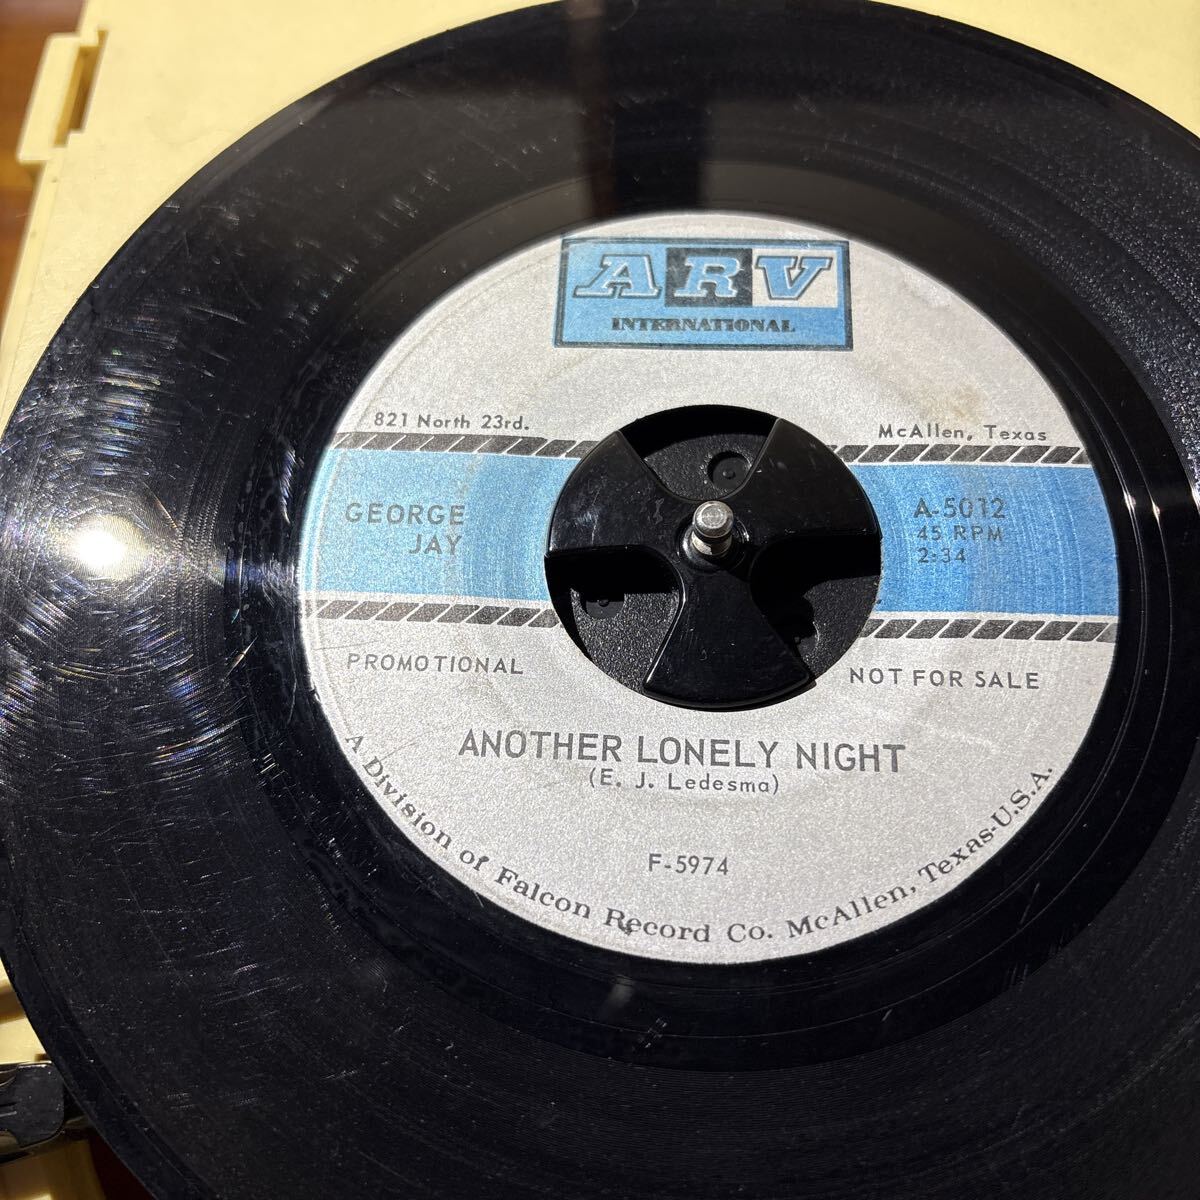 ARV
INTERNATIONAL
821 North 23rd.
McAllen, Texas
GEORGE
JAY
A-5012
45 RPM
2:34
PROMOTIONAL
NOT FOR SALE
ANOTHER LONELY NIGHT
(E. J. Ledesma)
F-5974
A Division of Falcon Record Co. McAllen, Texas-U.S.A.